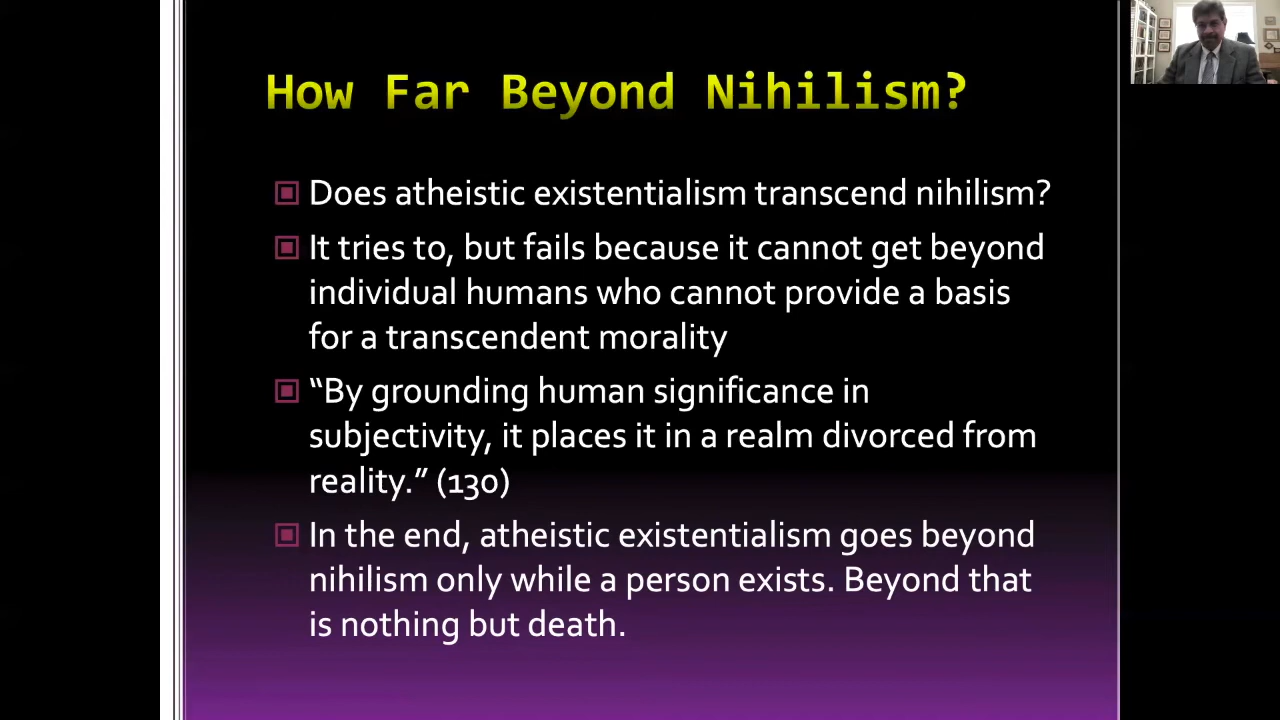 How Far Beyond Nihilism?
Does atheistic existentialism transcend nihilism?
It tries to, but fails because it cannot get beyond
individual humans who cannot provide a basis
for a transcendent morality
“By grounding human significance in
subjectivity, it places it in a realm divorced from
reality.” (130)
In the end, atheistic existentialism goes beyond
nihilism only while a person exists. Beyond that
is nothing but death.